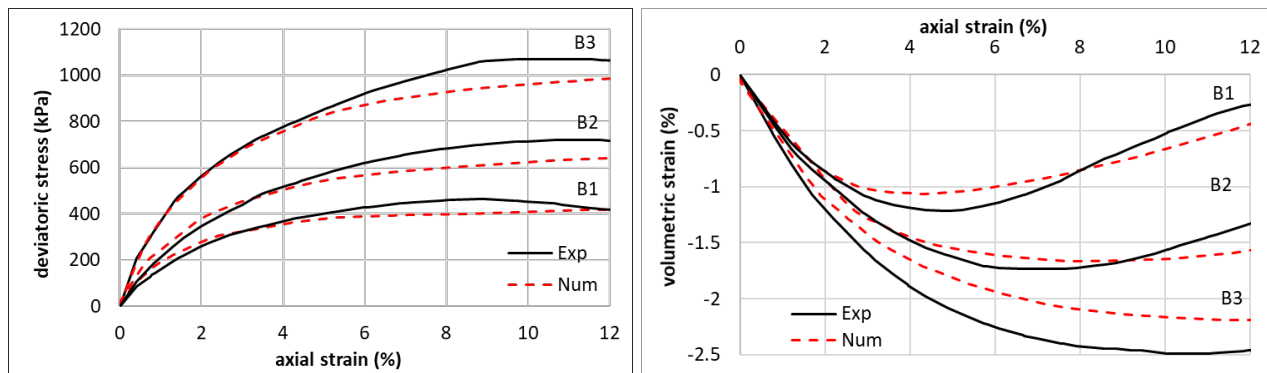 deviatoric stress (kPa)
1200
1000
800
600
400
200
0
B3
B2
B1
Exp
Num
0 2 4 6 8 10 12
axial strain (%)
axial strain (%)
0 2 4 6 8 10 12
volumetric strain (%)
0
-0.5
-1
-1.5
-2
-2.5
B1
B2
B3
Exp
Num